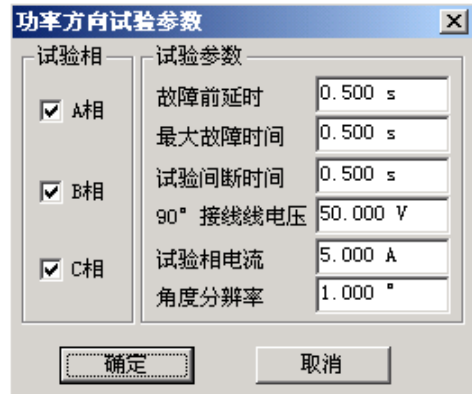 功率方向试验参数
试验相
A相
B相
C相
试验参数
故障前延时 0.500 s
最大故障时间 0.500 s
试验间断时间 0.500 s
90° 接线线电压 50.000 V
试验相电流 5.000 A
角度分辨率 1.000 °
确定 取消